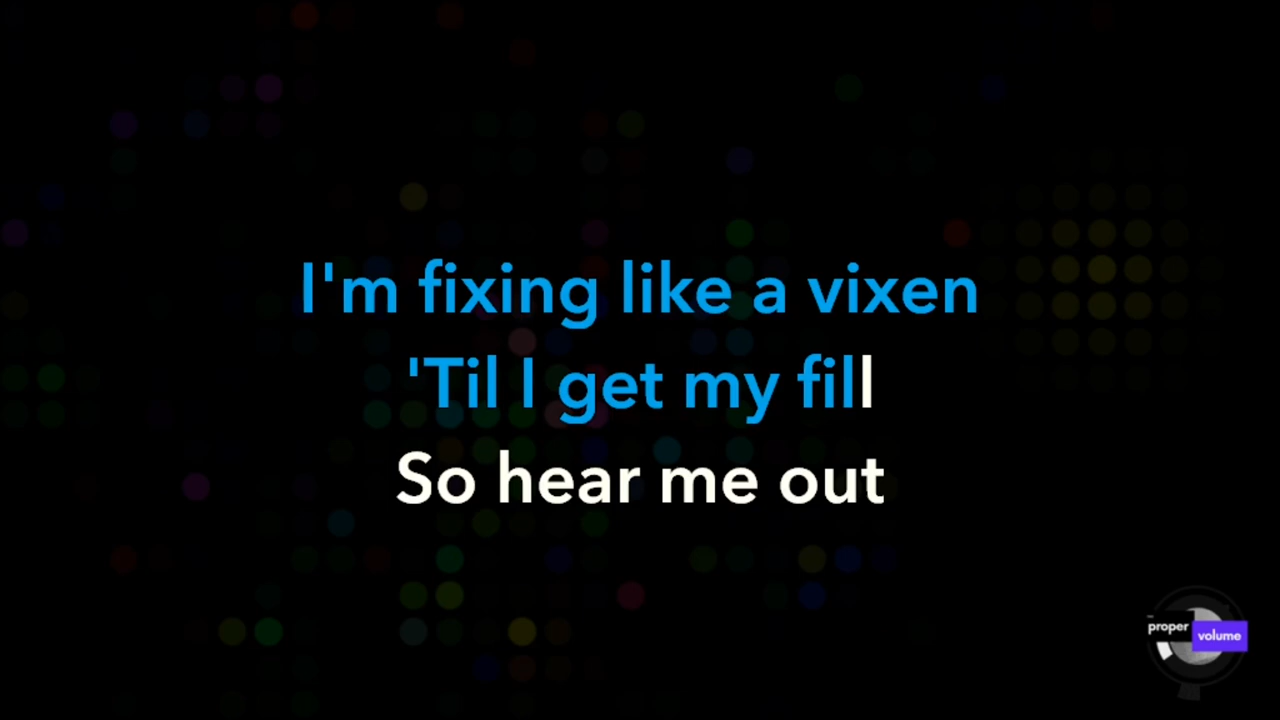 I'm fixing like a vixen
'Til I get my fill
So hear me out
proper
volume